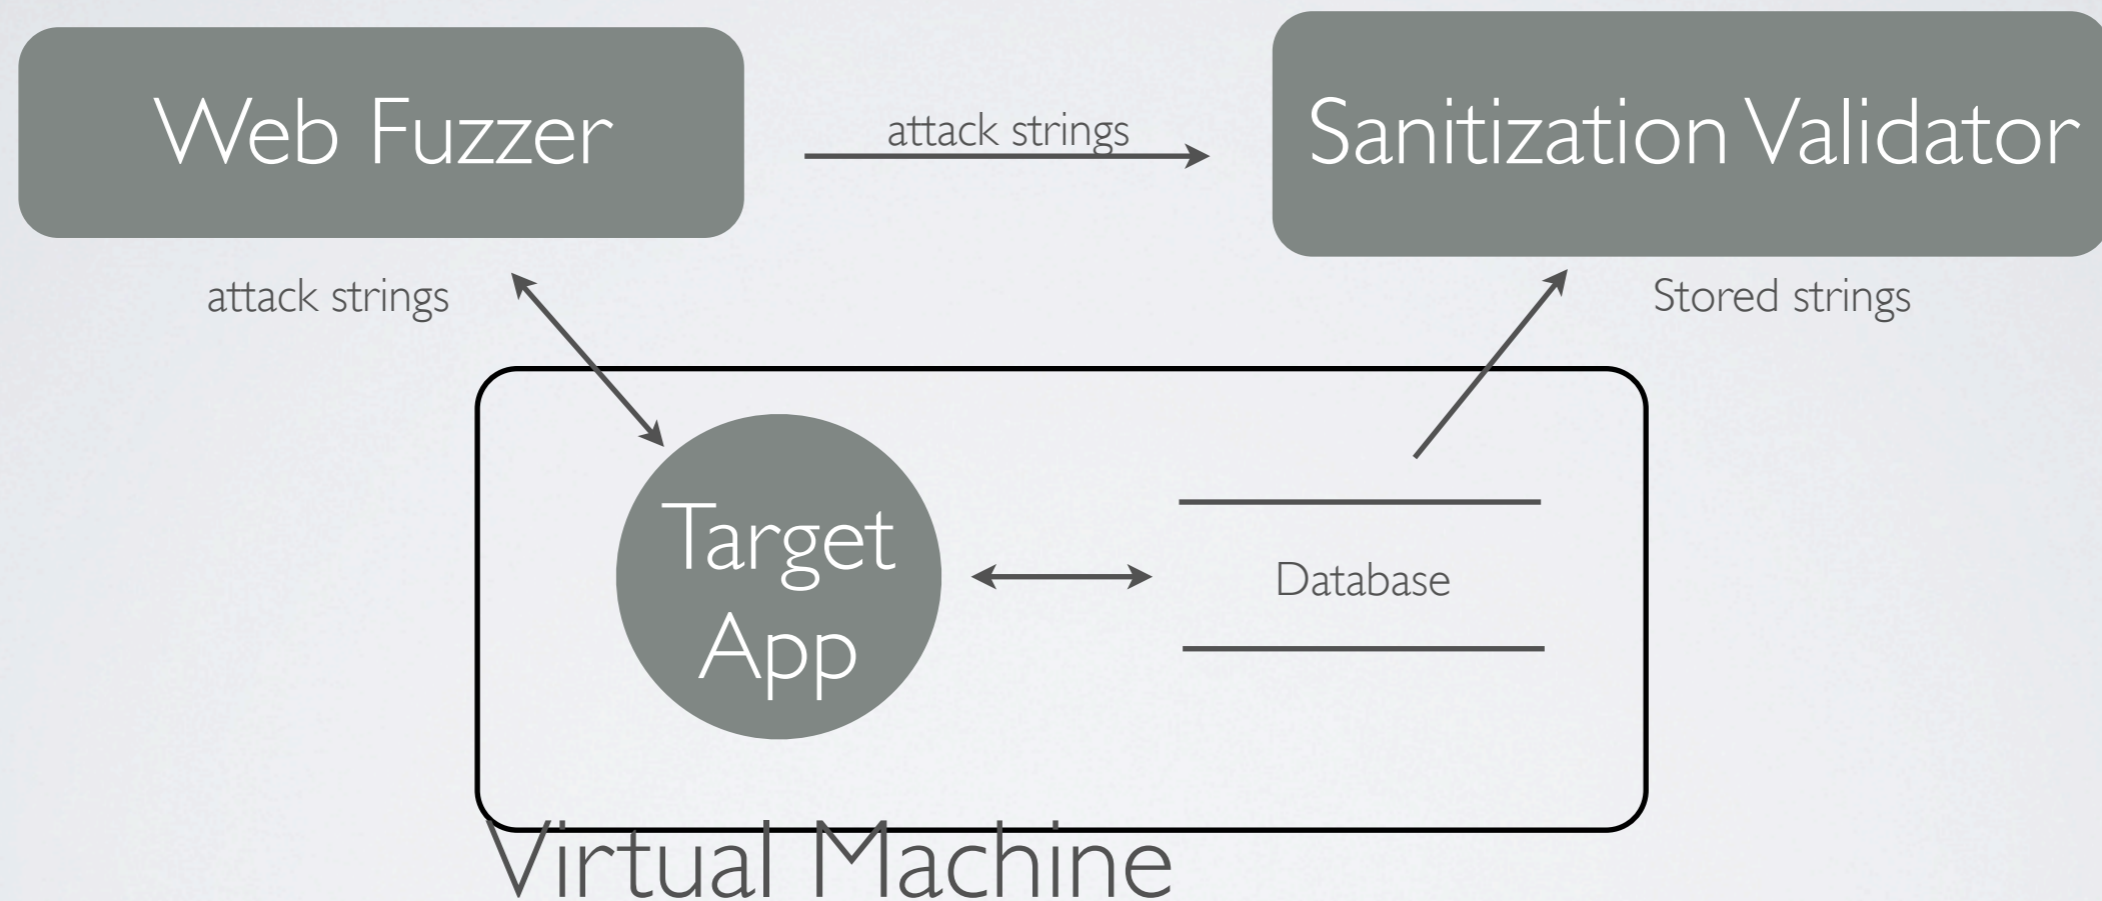 Web Fuzzer
attack strings
Sanitization Validator
attack strings
Stored strings
Target
App
Database
Virtual Machine